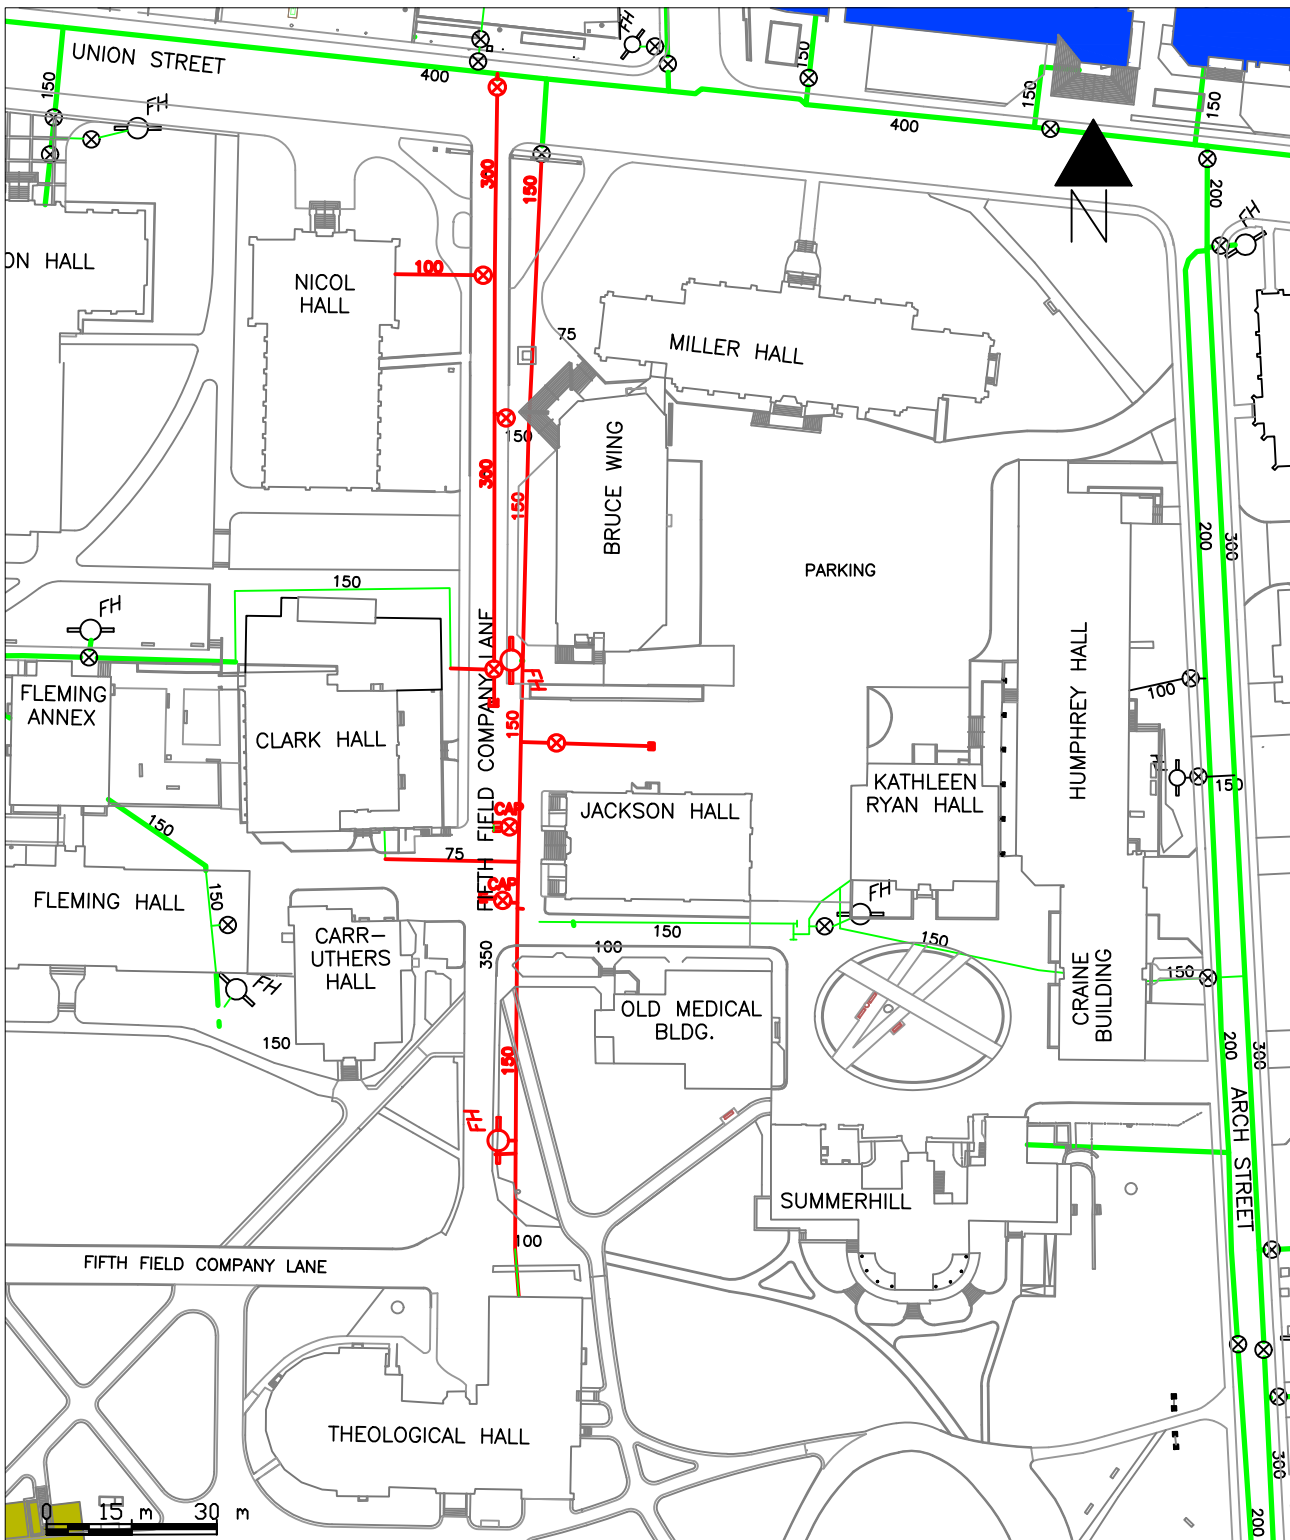 UNION STREET
400
150
FH
FH
150
150
400
150
200
FH
360
150
ON HALL
NICOL
HALL
100
75
MILLER HALL
150
360
150
BRUCE WING
200
300
PARKING
150
FH
FIFTH FIELD COMPANY LANE
FH
150
FLEMING
ANNEX
CLARK HALL
HUMPHREY HALL
100
KATHLEEN
RYAN HALL
150
JACKSON HALL
CAP
150
75
CAP
FLEMING HALL
150
CARR-
UTHERS
HALL
350
150
100
FH
150
150
CRAINE
BUILDING
FH
150
OLD MEDICAL
BLDG.
150
200
300
ARCH STREET
FH
SUMMERHILL
100
FIFTH FIELD COMPANY LANE
THEOLOGICAL HALL
300
200
0 15 m 30 m
N